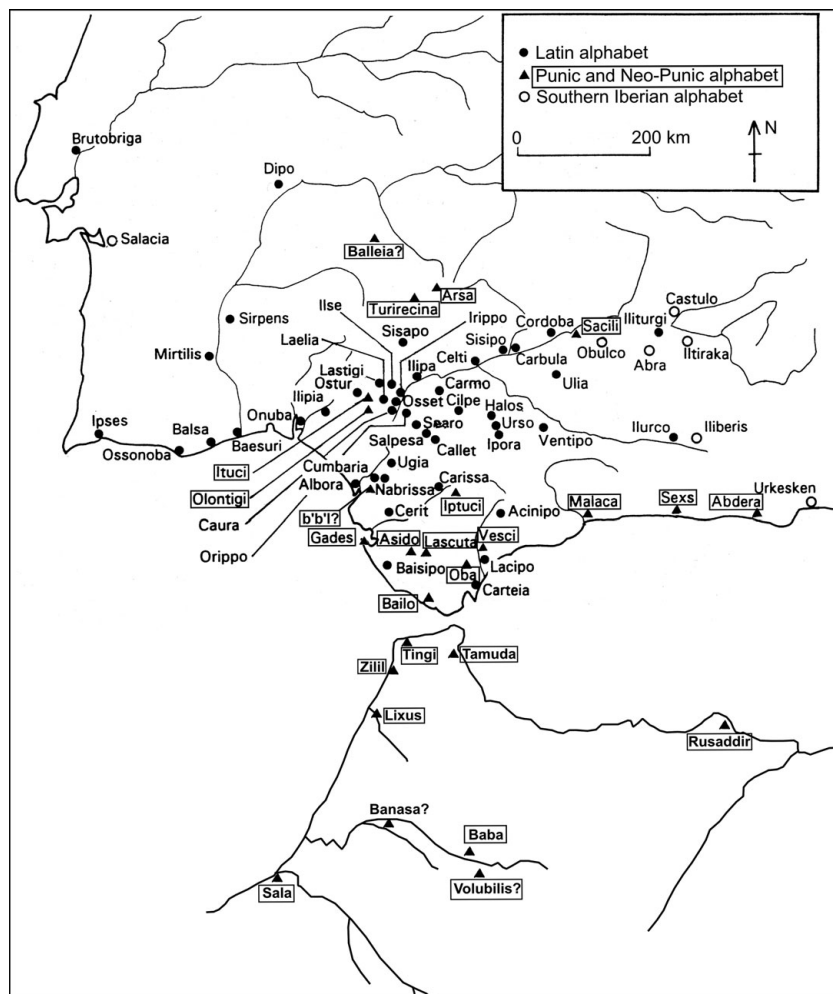 Latin alphabet
Punic and Neo-Punic alphabet
Southern Iberian alphabet
0
200 km
N
Brutobriga
Dipo
Salacia
Balleia?
Arsa
Turirecina
Castulo
Ilse
Irippo
Sirpens
Sisapo
Cordoba
Sacili
Iliturgi
Laelia
Sisipo
Obulco
Iltiraka
Mirtilis
Celti
Carbula
Abra
Lastigi
Ilipa
Ostur
Carmo
Ulia
Ilipia
Osset
Cilpe
Halos
Onuba
Searo
Urso
Ipses
Balsa
Ventipo
Ilurco
Iliberis
Ossonoba
Baesuri
Salpesa
Ipora
Callet
Ituci
Cumbaria
Ugia
Olontigi
Albora
Nabrissa
Carissa
Urkesken
Caura
b'b'l?
Cerit
Iptuci
Acinipo
Malaca
Sexs
Abdera
Orippo
Gades
Asido
Lascuta
Vesci
Baisipo
Oba
Lacipo
Carteia
Bailo
Tingi
Tamuda
Zilil
Lixus
Rusaddir
Banasa?
Baba
Volubilis?
Sala